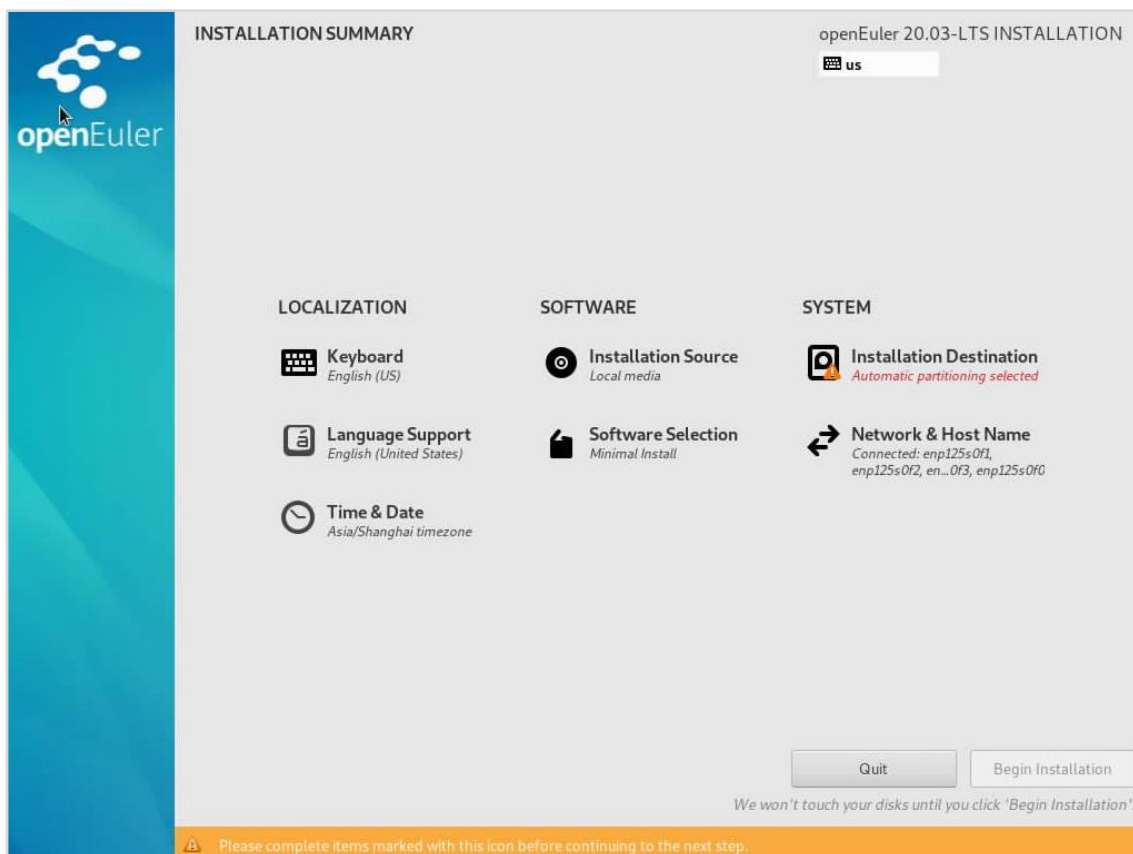 openEuler
INSTALLATION SUMMARY
openEuler 20.03-LTS INSTALLATION
us
LOCALIZATION
Keyboard
English (US)
Language Support
English (United States)
Time & Date
Asia/Shanghai timezone
SOFTWARE
Installation Source
Local media
Software Selection
Minimal Install
SYSTEM
Installation Destination
Automatic partitioning selected
Network & Host Name
Connected: enp125s0f1,
enp125s0f2, en...0f3, enp125s0f0
Quit
Begin Installation
We won't touch your disks until you click 'Begin Installation'.
Please complete items marked with this icon before continuing to the next step.